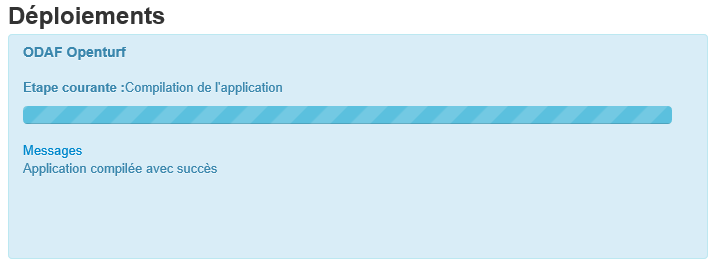 Déploiements
ODAF Openturf
Etape courante :Compilation de l'application
Messages
Application compilée avec succès